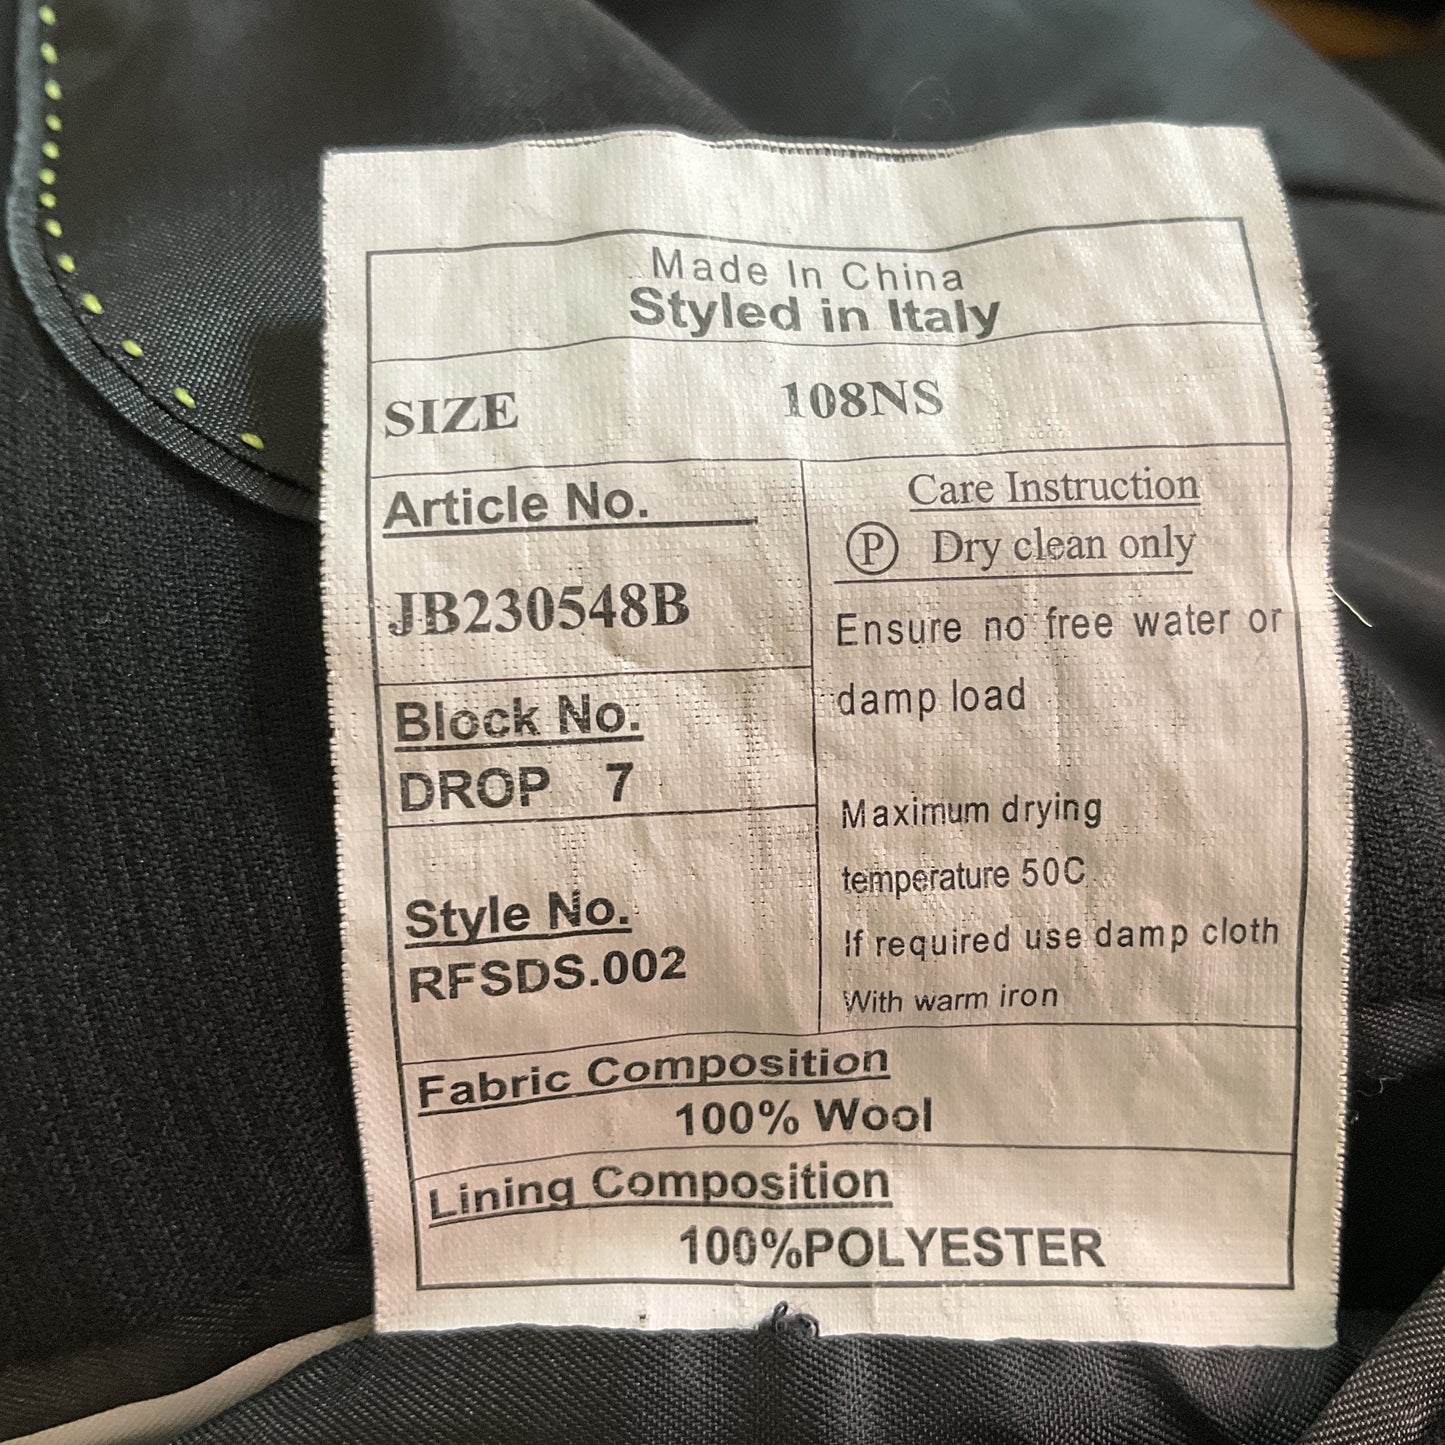 Made In China
Styled in Italy
SIZE 108NS
Article No.
JB230548B
Block No.
DROP 7
Style No.
RFSDS.002
Care Instruction
Ⓟ Dry clean only
Ensure no free water or
damp load
Maximum drying
temperature 50C
If required use damp cloth
With warm iron
Fabric Composition
100% Wool
Lining Composition
100%POLYESTER